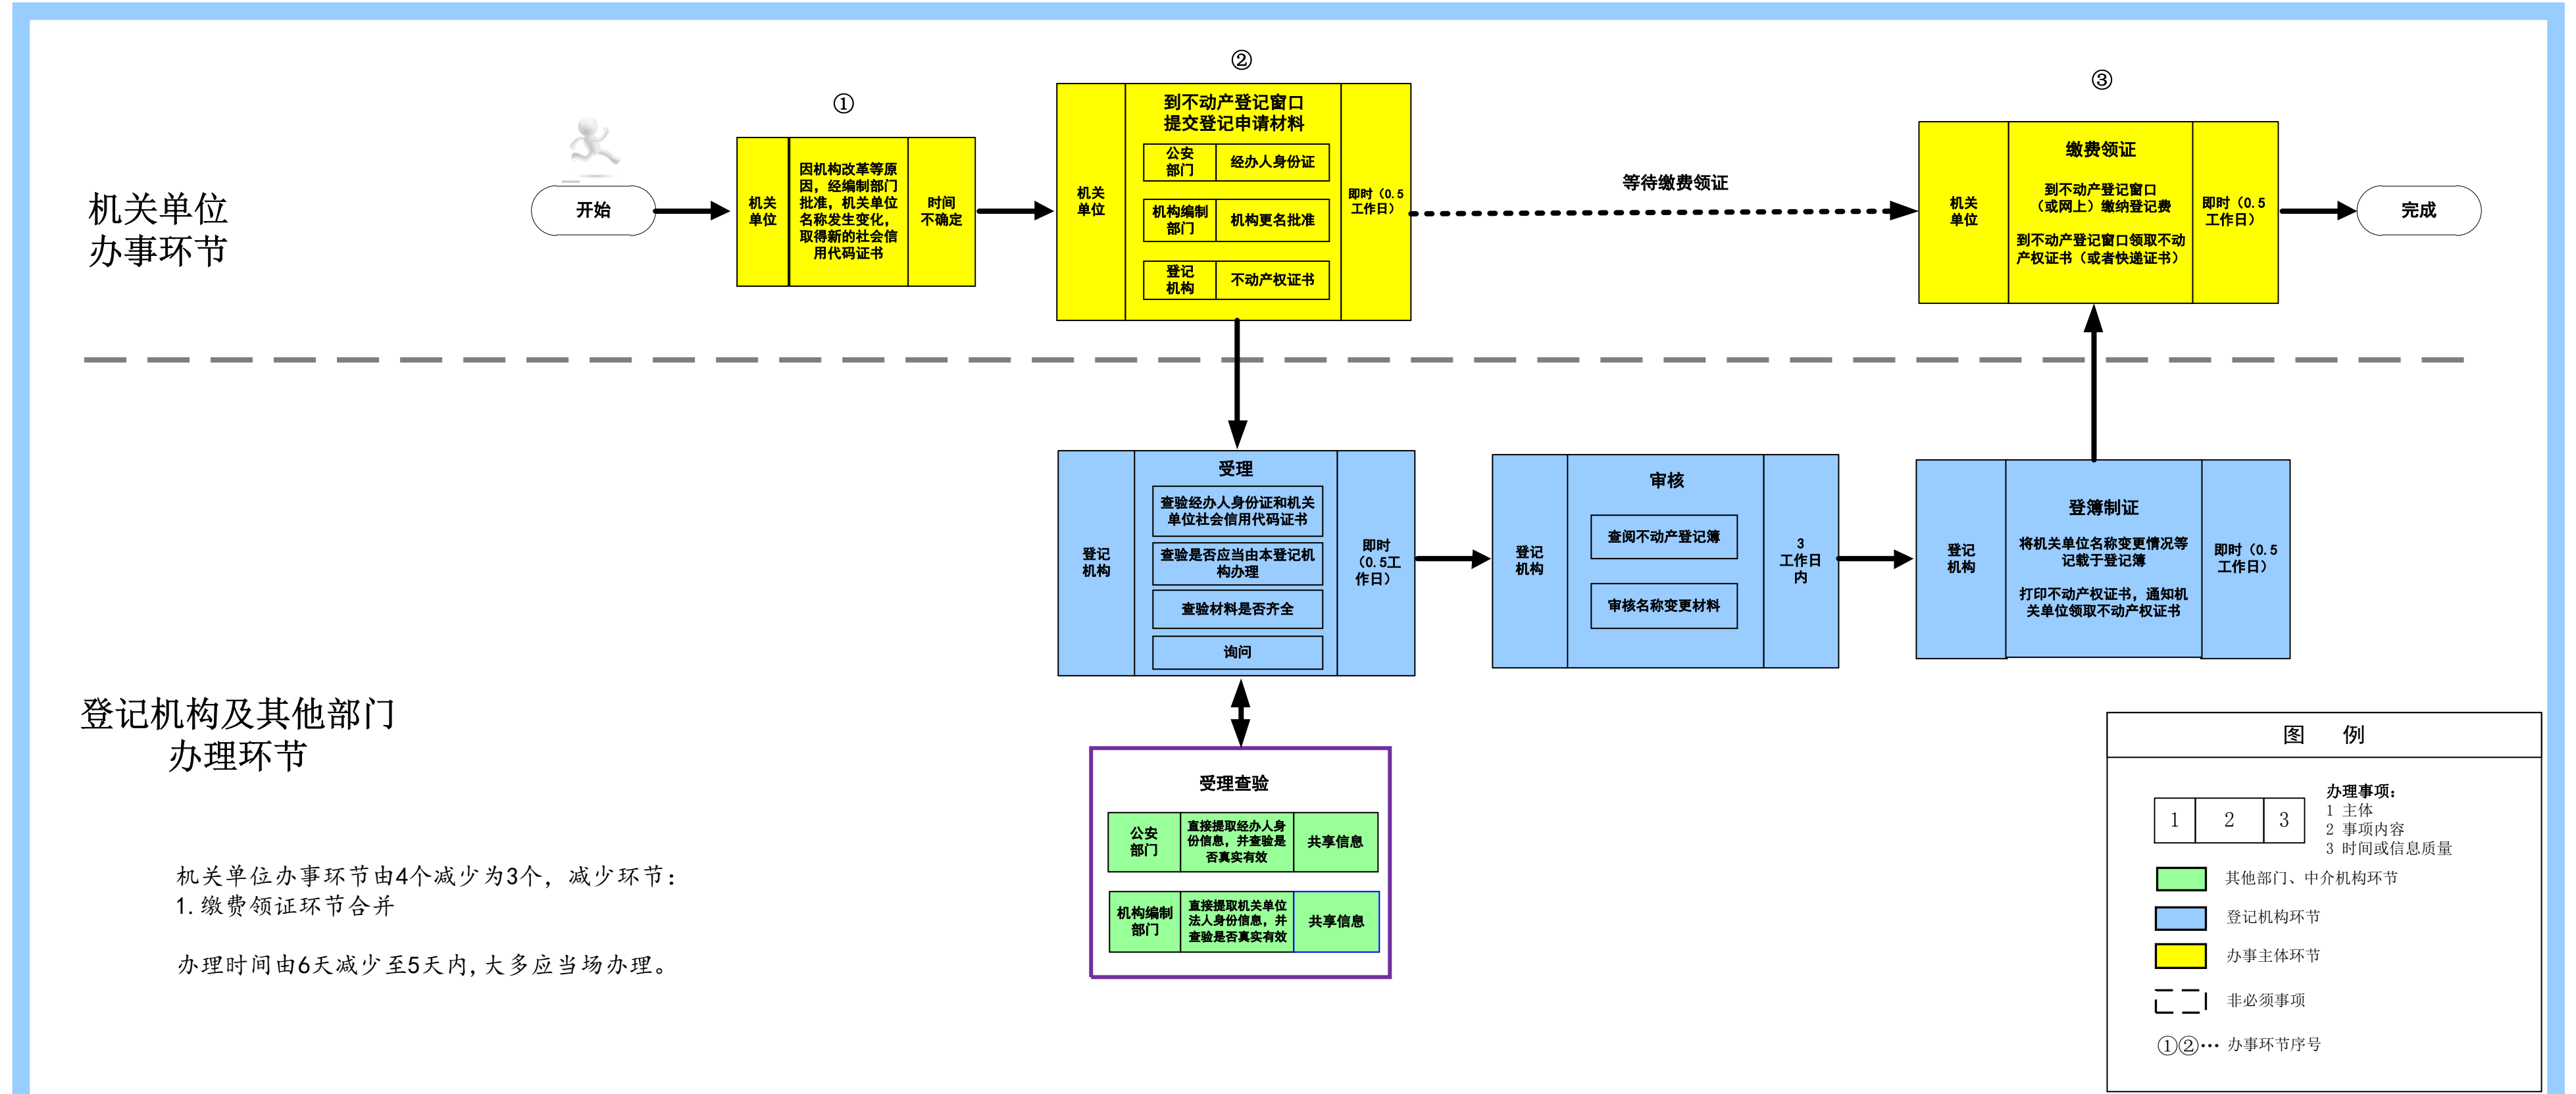 机关单位
办事环节
开始
①
机关
单位
因机构改革等原
因，经编制部门
批准，机关单位
名称发生变化，
取得新的社会信
用代码证书
时间
不确定
②
机关
单位
到不动产登记窗口
提交登记申请材料
公安
部门
经办人身份证
机构编制
部门
机构更名批准
登记
机构
不动产权证书
即时（0.5
工作日）
等待缴费领证
③
机关
单位
缴费领证
到不动产登记窗口
（或网上）缴纳登记费
到不动产登记窗口领取不动
产权证书（或者快递证书）
即时（0.5
工作日）
完成
登记机构及其他部门
办理环节
登记
机构
受理
查验经办人身份证和机关
单位社会信用代码证书
查验是否应当由本登记机
构办理
查验材料是否齐全
询问
即时
（0.5工
作日）
登记
机构
审核
查阅不动产登记簿
审核名称变更材料
3
工作日
内
登记
机构
登簿制证
将机关单位名称变更情况等
记载于登记簿
打印不动产权证书，通知机
关单位领取不动产权证书
即时（0.5
工作日）
受理查验
公安
部门
直接提取经办人身
份信息，并查验是
否真实有效
共享信息
机构编制
部门
直接提取机关单位
法人身份信息，并
查验是否真实有效
共享信息
机关单位办事环节由4个减少为3个，减少环节：
1.缴费领证环节合并
办理时间由6天减少至5天内,大多应当场办理。
图 例
1 2 3
办理事项：
1 主体
2 事项内容
3 时间或信息质量
其他部门、中介机构环节
登记机构环节
办事主体环节
非必须事项
①②… 办事环节序号